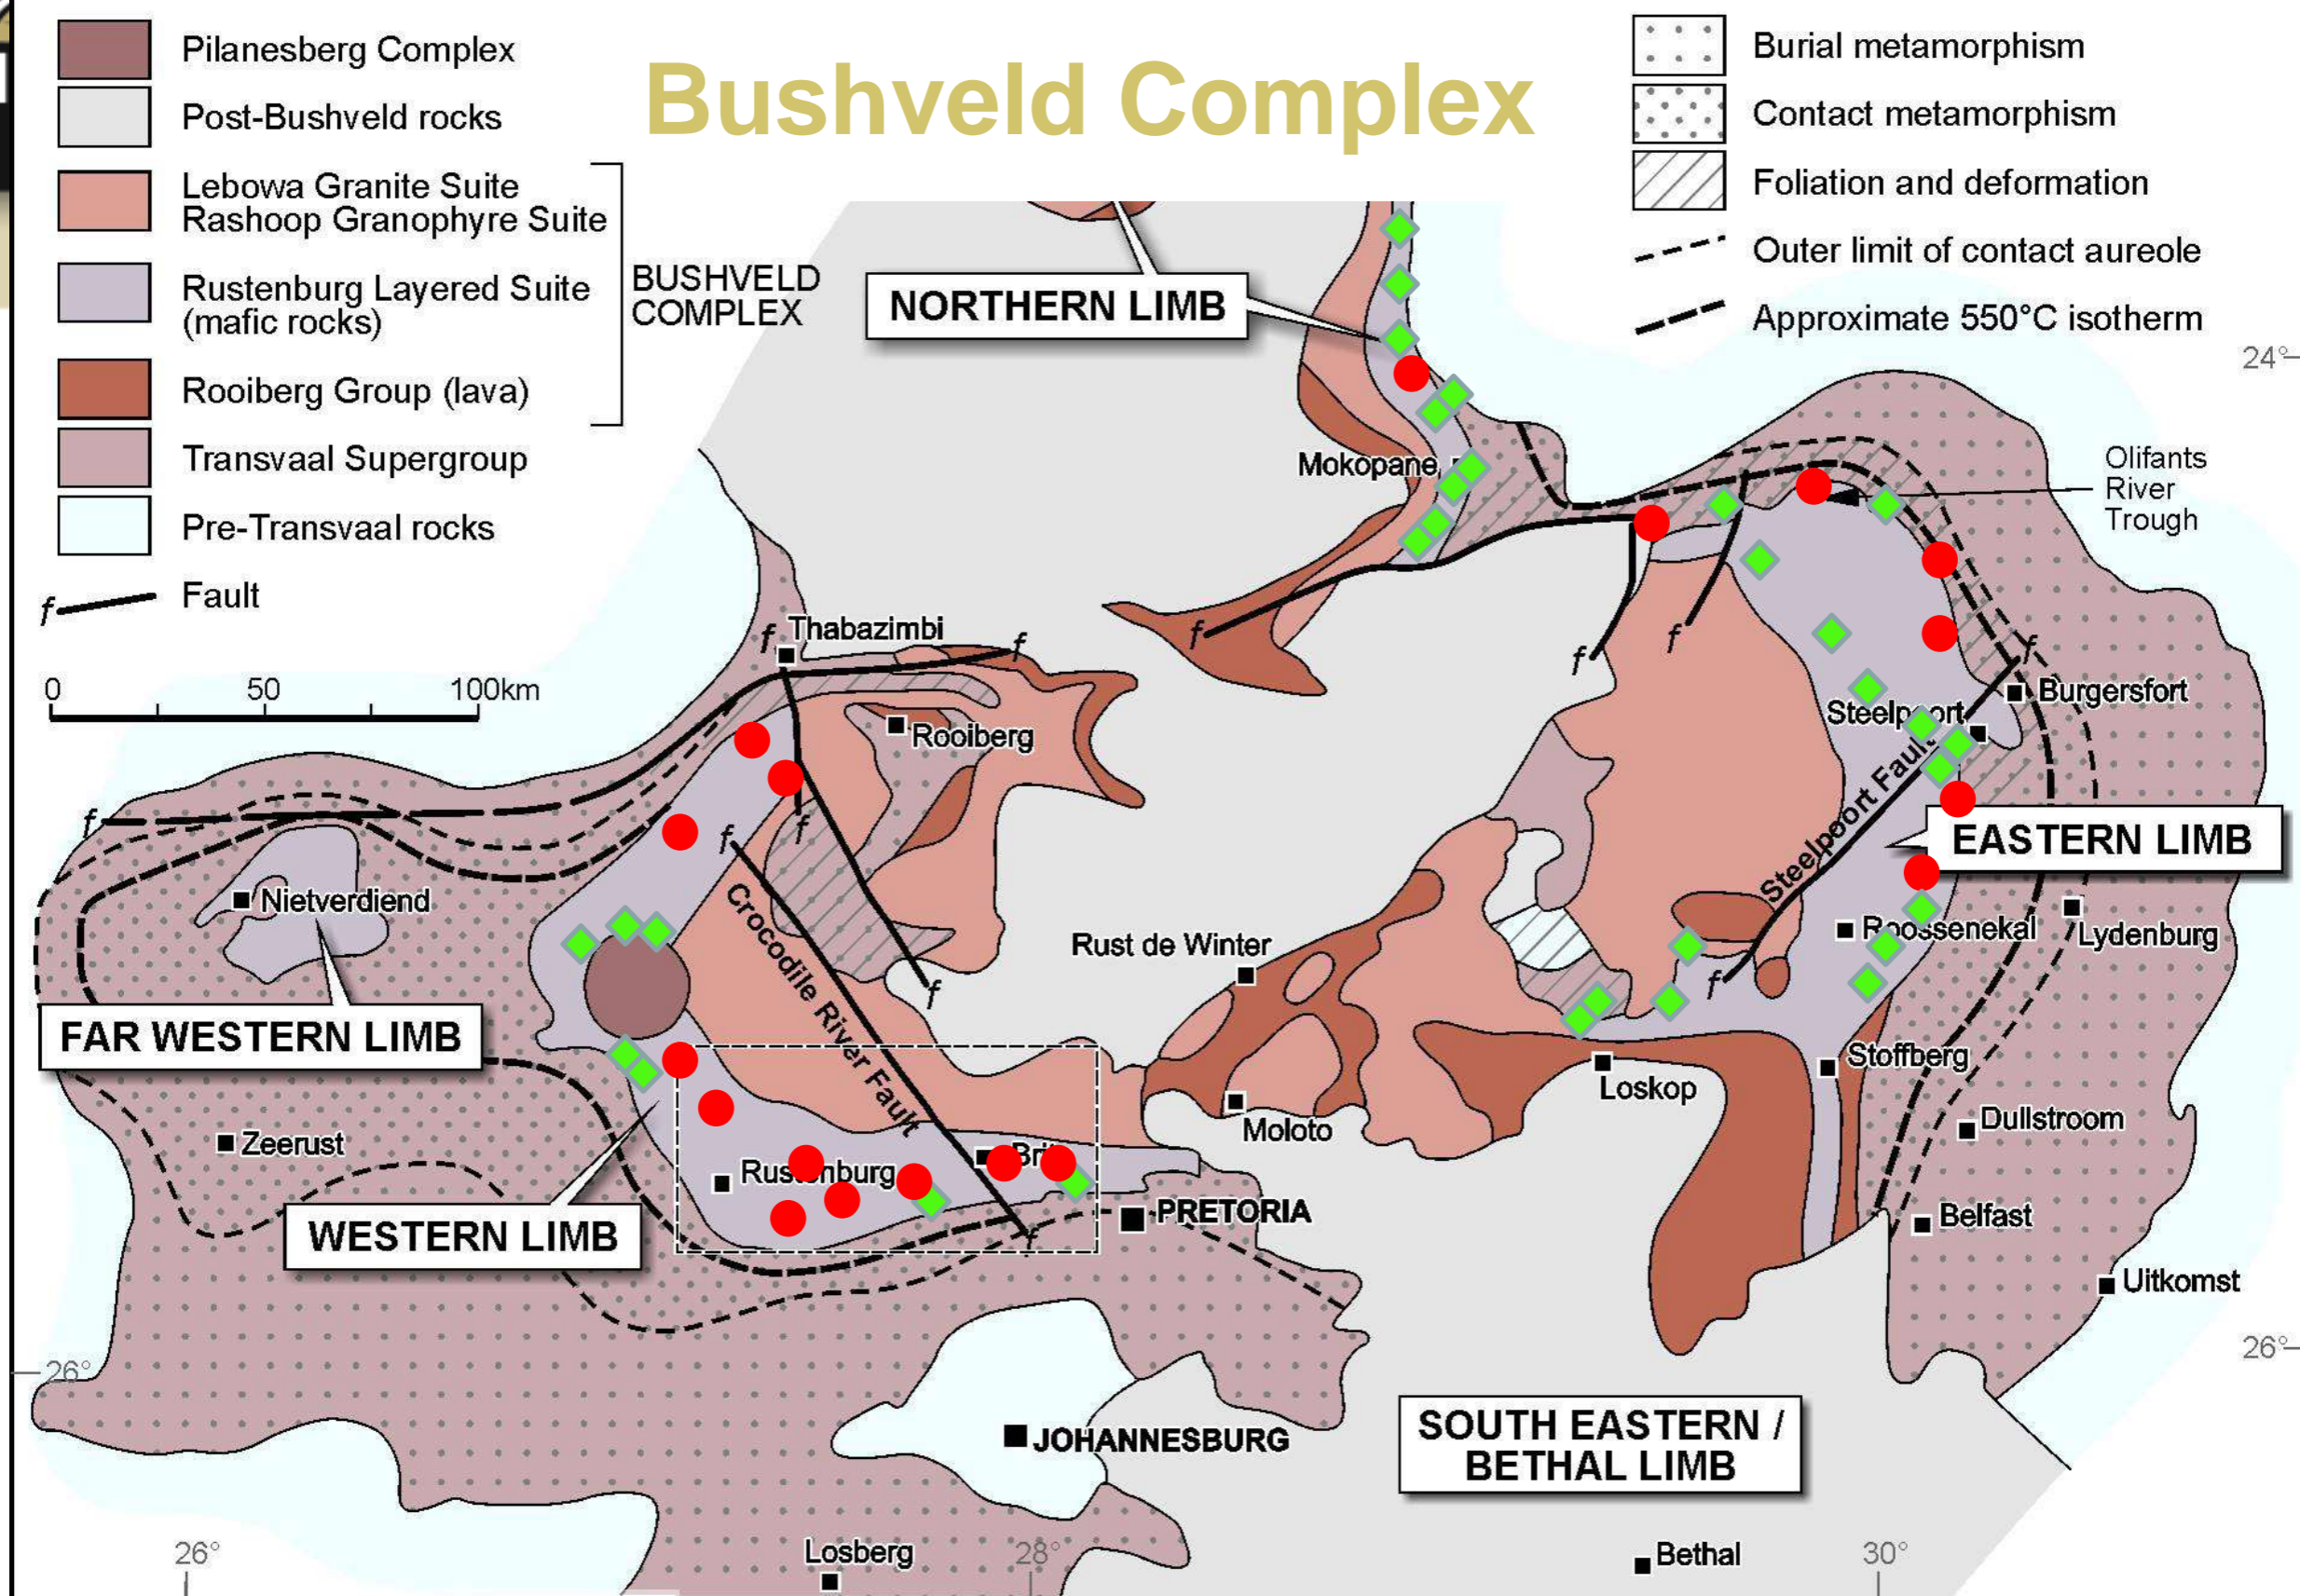 Bushveld Complex
Pilanesberg Complex
Post-Bushveld rocks
Lebowa Granite Suite
Rashoop Granophyre Suite
Rustenburg Layered Suite
(mafic rocks)
Rooiberg Group (lava)
BUSHVELD
COMPLEX
Transvaal Supergroup
Pre-Transvaal rocks
f
Fault
0 50 100km
Burial metamorphism
Contact metamorphism
Foliation and deformation
Outer limit of contact aureole
Approximate 550°C isotherm
24°
NORTHERN LIMB
Mokopane
Olifants
River
Trough
f
f
f
f
Thabazimbi
f
f
Rooiberg
Burgersfort
Steelpoort
Steelpoort Fault
EASTERN LIMB
f
f
f
Nietverdiend
Crocodile River Fault
Rust de Winter
Roossenekal
Lydenburg
f
f
FAR WESTERN LIMB
Stoffberg
Loskop
Moloto
Dullstroom
Zeerust
Rustenburg
PRETORIA
Belfast
WESTERN LIMB
f
Uitkomst
26°
26°
JOHANNESBURG
SOUTH EASTERN /
BETHAL LIMB
26°
Losberg
28°
Bethal
30°